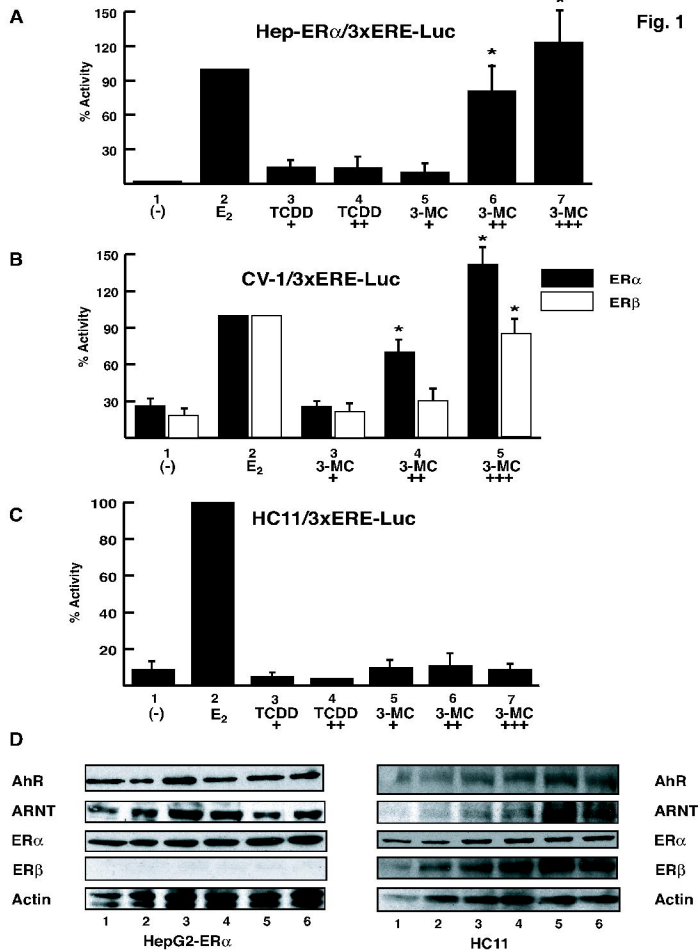 A
Hep-ERα/3xERE-Luc
Fig. 1
% Activity
150
120
90
60
30
*
*
1 2 3 4 5 6 7
(-) E2 TCDD TCDD 3-MC 3-MC 3-MC
+ ++ + ++ +++
B
CV-1/3xERE-Luc
% Activity
150
120
90
60
30
*
*
*
ERα
ERβ
1 2 3 4 5
(-) E2 3-MC 3-MC 3-MC
+ ++ +++
C
HC11/3xERE-Luc
% Activity
100
80
60
40
20
1 2 3 4 5 6 7
(-) E2 TCDD TCDD 3-MC 3-MC 3-MC
+ ++ + ++ +++
D
AhR AhR
ARNT ARNT
ERα ERα
ERβ ERβ
Actin Actin
1 2 3 4 5 6 1 2 3 4 5 6
HepG2-ERα HC11